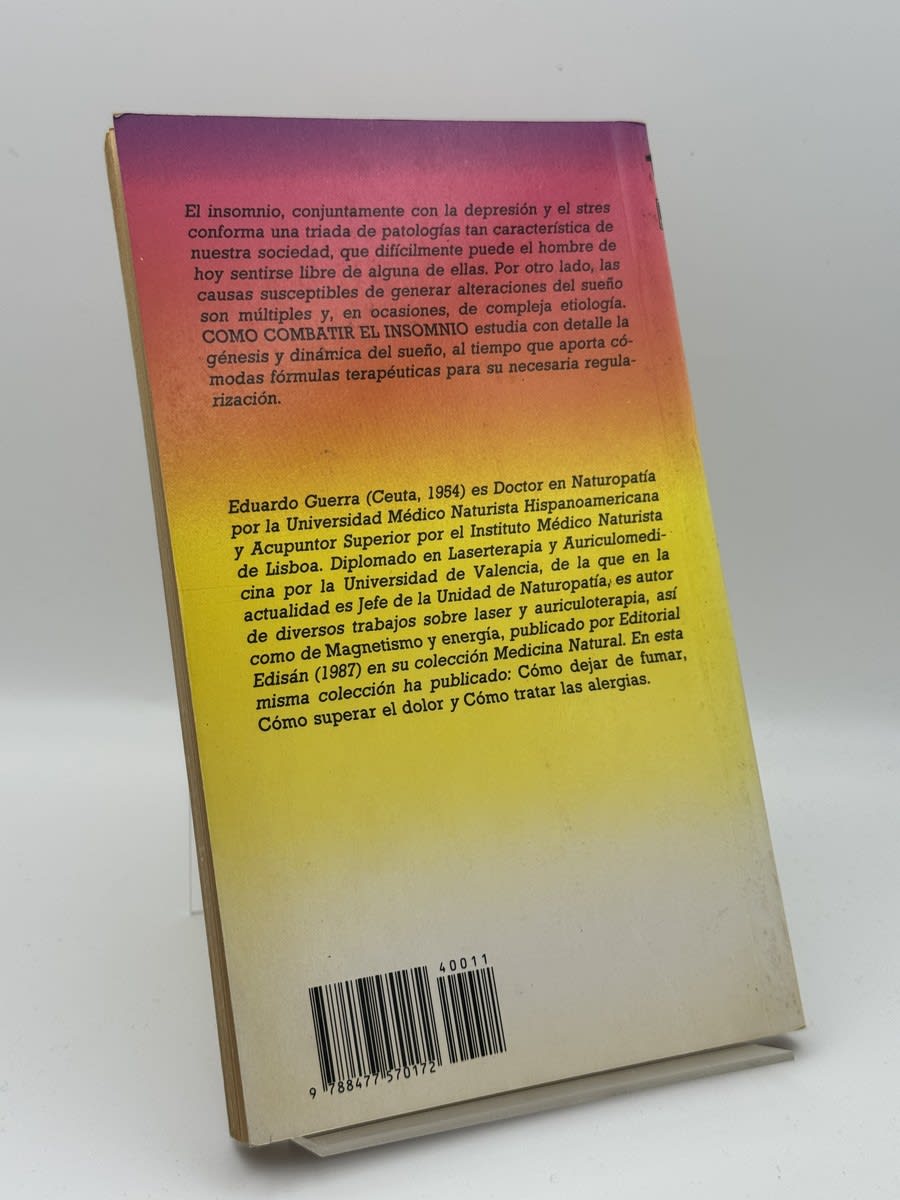 El insomnio, conjuntamente con la depresión y el stres
conforma una triada de patologías tan característica de
nuestra sociedad, que difícilmente puede el hombre de
hoy sentirse libre de alguna de ellas. Por otro lado, las
causas susceptibles de generar alteraciones del sueño
son múltiples y, en ocasiones, de compleja etiología.
COMO COMBATIR EL INSOMNIO estudia con detalle la
génesis y dinámica del sueño, al tiempo que aporta có-
modas fórmulas terapéuticas para su necesaria regula-
rización.
Eduardo Guerra (Ceuta, 1954) es Doctor en Naturopatía
por la Universidad Médico Naturista Hispanoamericana
y Acupuntor Superior por el Instituto Médico Naturista
de Lisboa. Diplomado en Laserterapia y Auriculomedi-
cina por la Universidad de Valencia, de la que en la
actualidad es Jefe de la Unidad de Naturopatía, es autor
de diversos trabajos sobre laser y auriculoterapia, así
como de Magnetismo y energía, publicado por Editorial
Edisán (1987) en su colección Medicina Natural. En esta
misma colección ha publicado: Cómo dejar de fumar,
Cómo superar el dolor y Cómo tratar las alergias.
40011
9 788477 570172